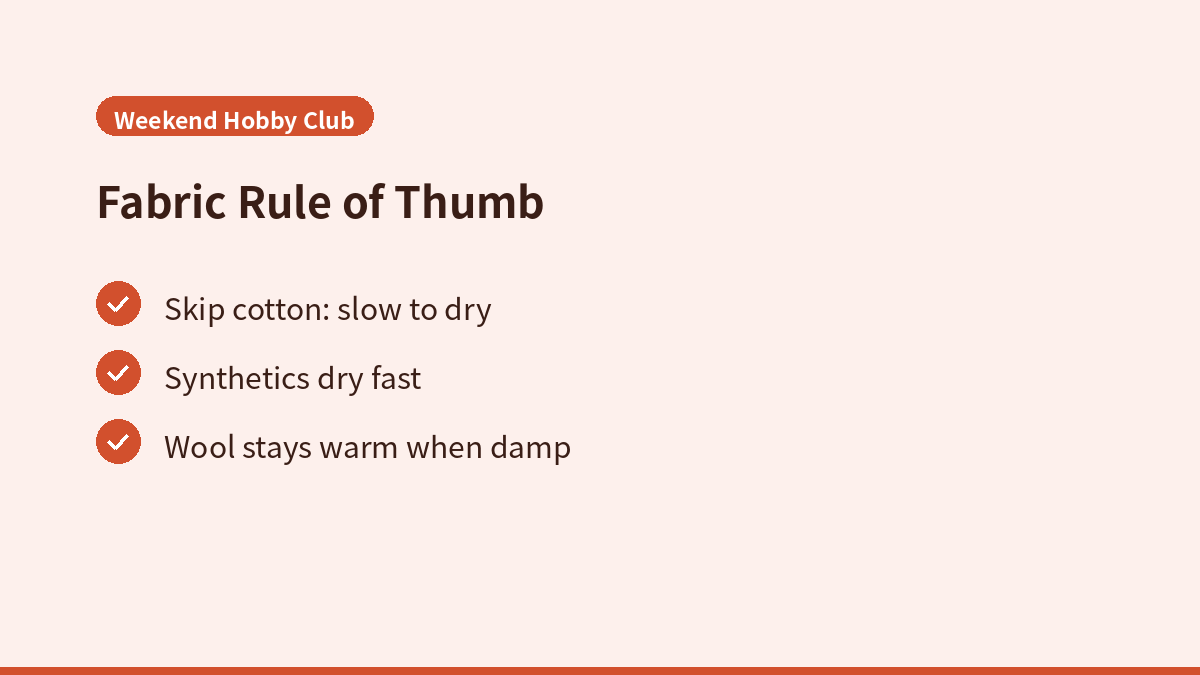 Weekend Hobby Club
Fabric Rule of Thumb
Skip cotton: slow to dry
Synthetics dry fast
Wool stays warm when damp